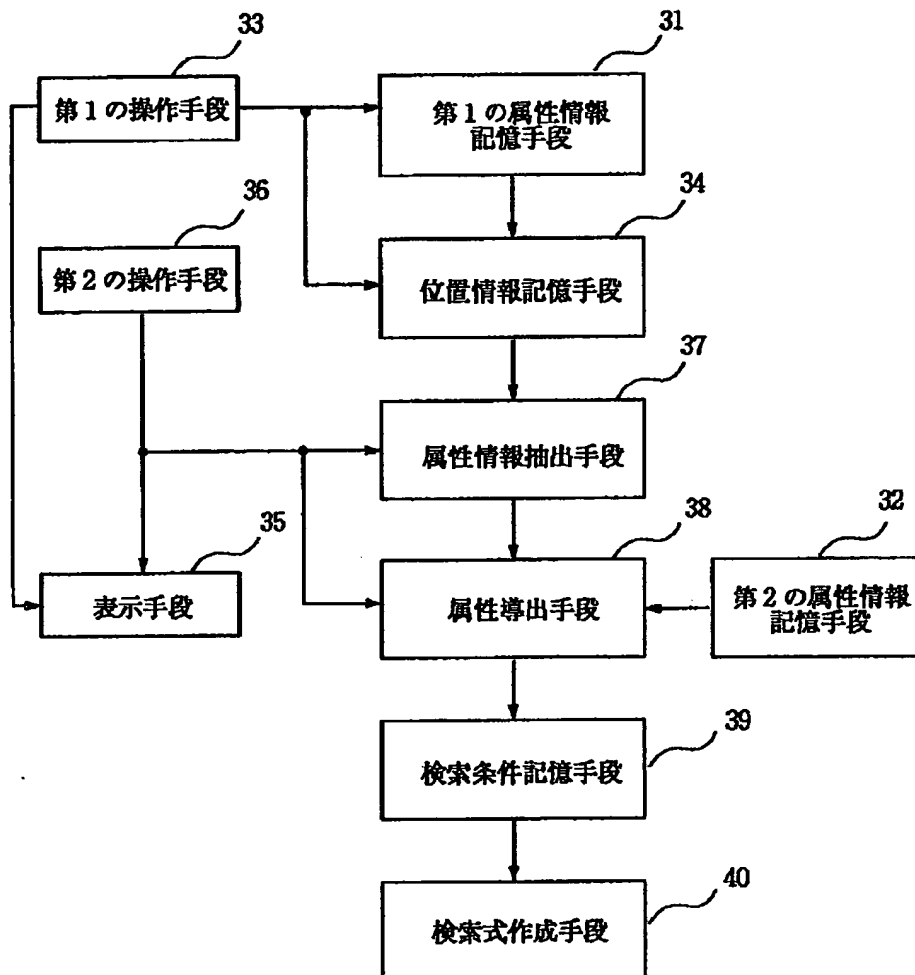 33
第1の操作手段
31
第1の属性情報
記憶手段
36
第2の操作手段
34
位置情報記憶手段
37
属性情報抽出手段
35
表示手段
38
属性導出手段
32
第2の属性情報
記憶手段
39
検索条件記憶手段
40
検索式作成手段